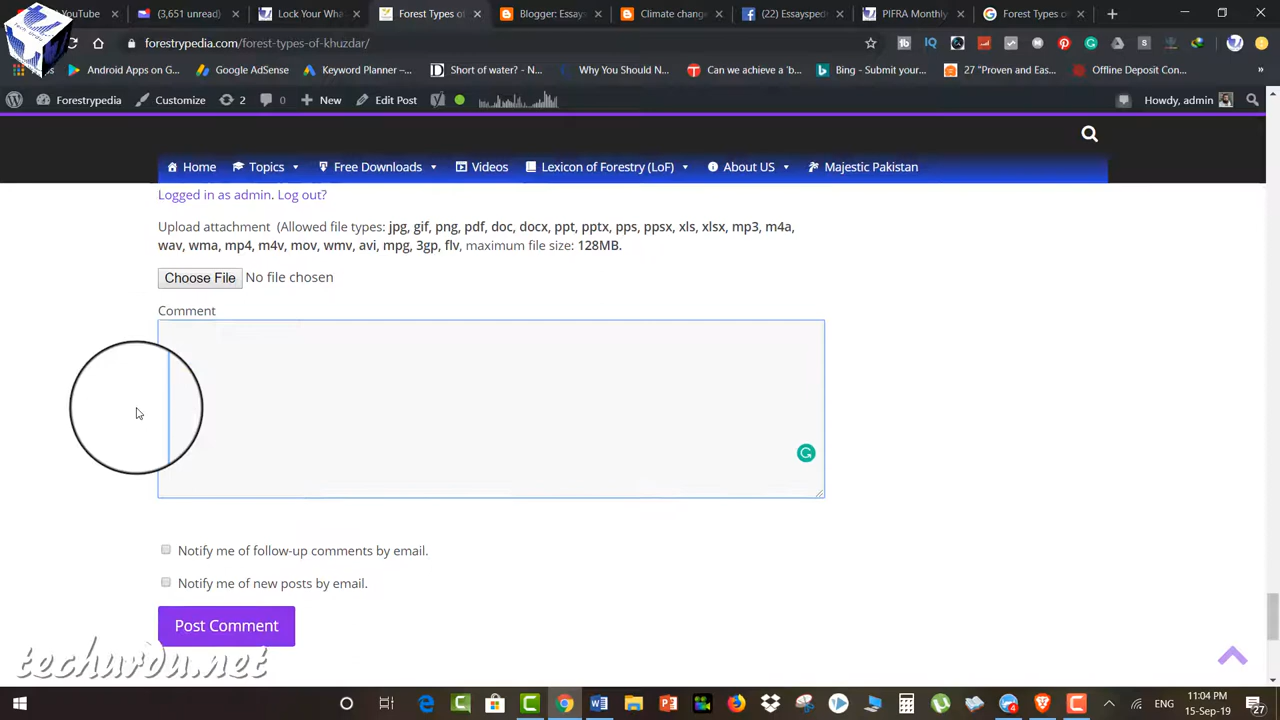 YouTube
(3,651 unread)
Lock Your Wha
Forest Types
Blogger: Essay
Climate chan
(22) Essayspe
PIFRA Monthly
Forest Types o
forestrypedia.com/forest-types-of-khuzdar/
Android Apps on G...
Google AdSense
Keyword Planner –...
Short of water? - N...
Why You Should N...
Can we achieve a 'b...
Bing - Submit your...
27 "Proven and Eas...
Offline Deposit Con...
»
Forestrypedia
Customize
2
0
New
Edit Post
Howdy, admin
Home
Topics
Free Downloads
Videos
Lexicon of Forestry (LoF)
About US
Majestic Pakistan
Logged in as admin. Log out?
Upload attachment (Allowed file types: jpg, gif, png, pdf, doc, docx, ppt, pptx, pps, ppsx, xls, xlsx, mp3, m4a,
wav, wma, mp4, m4v, mov, wmv, avi, mpg, 3gp, flv, maximum file size: 128MB.
Choose File No file chosen
Comment
Notify me of follow-up comments by email.
Notify me of new posts by email.
Post Comment
techurdu.net
ENG
11:04 PM
15-Sep-19
27